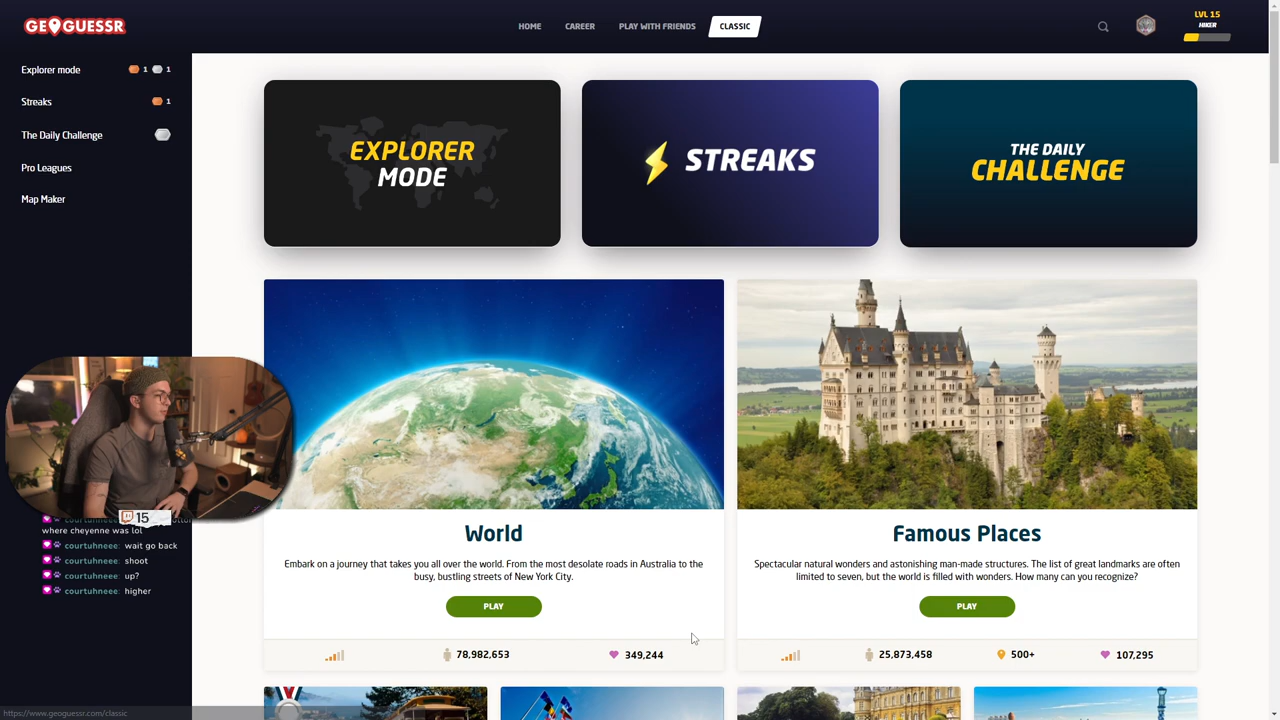 GEOGUESSR
HOME
CAREER
PLAY WITH FRIENDS
CLASSIC
LVL 15
HIKER
Explorer mode
1
1
Streaks
1
The Daily Challenge
Pro Leagues
Map Maker
EXPLORER
MODE
STREAKS
THE DAILY
CHALLENGE
World
Embark on a journey that takes you all over the world. From the most desolate roads in Australia to the
busy, bustling streets of New York City.
PLAY
78,982,653
349,244
Famous Places
Spectacular natural wonders and astonishing man-made structures. The list of great landmarks are often
limited to seven, but the world is filled with wonders. How many can you recognize?
PLAY
25,873,458
500+
107,295
15
where cheyenne was lol
courtuhneee: wait go back
courtuhneee: shoot
courtuhneee: up?
courtuhneee: higher
https://www.geoguessr.com/classic